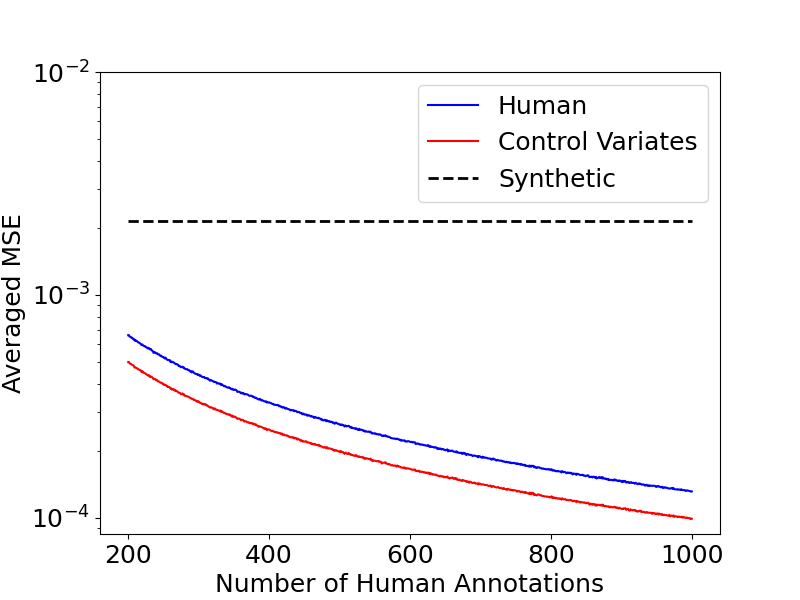 10⁻²
10⁻³
10⁻⁴
Averaged MSE
Human
Control Variates
Synthetic
200 400 600 800 1000
Number of Human Annotations